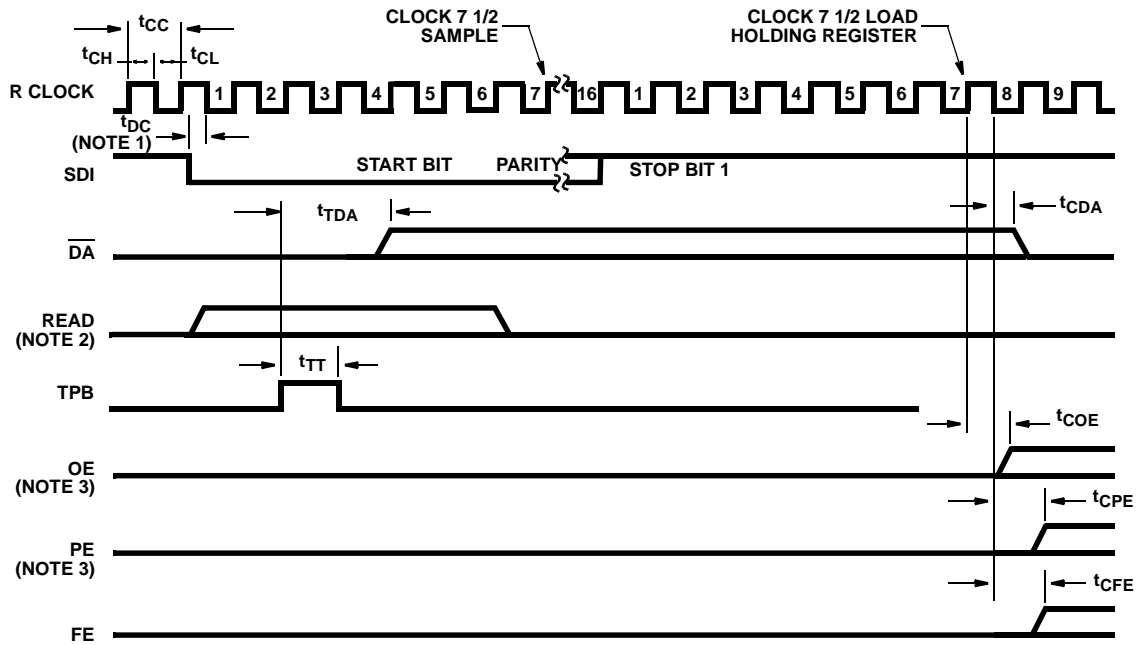 tCC
CLOCK 7 1/2
SAMPLE
CLOCK 7 1/2 LOAD
HOLDING REGISTER
tCH
tCL
R CLOCK
1 2 3 4 5 6 7 16 1 2 3 4 5 6 7 8 9
tDC
(NOTE 1)
SDI
START BIT
PARITY
STOP BIT 1
tTDA
tCDA
DA
READ
(NOTE 2)
tTT
TPB
tCOE
OE
(NOTE 3)
tCPE
PE
(NOTE 3)
tCFE
FE